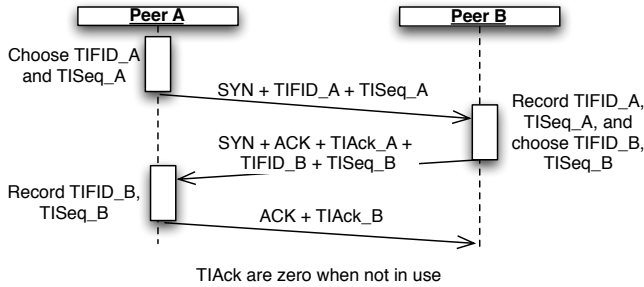 Peer A
Peer B
Choose TIFID_A
and TISeq_A
SYN + TIFID_A + TISeq_A
Record TIFID_A,
TISeq_A, and
choose TIFID_B,
TISeq_B
SYN + ACK + TIAck_A +
TIFID_B + TISeq_B
Record TIFID_B,
TISeq_B
ACK + TIAck_B
TIAck are zero when not in use